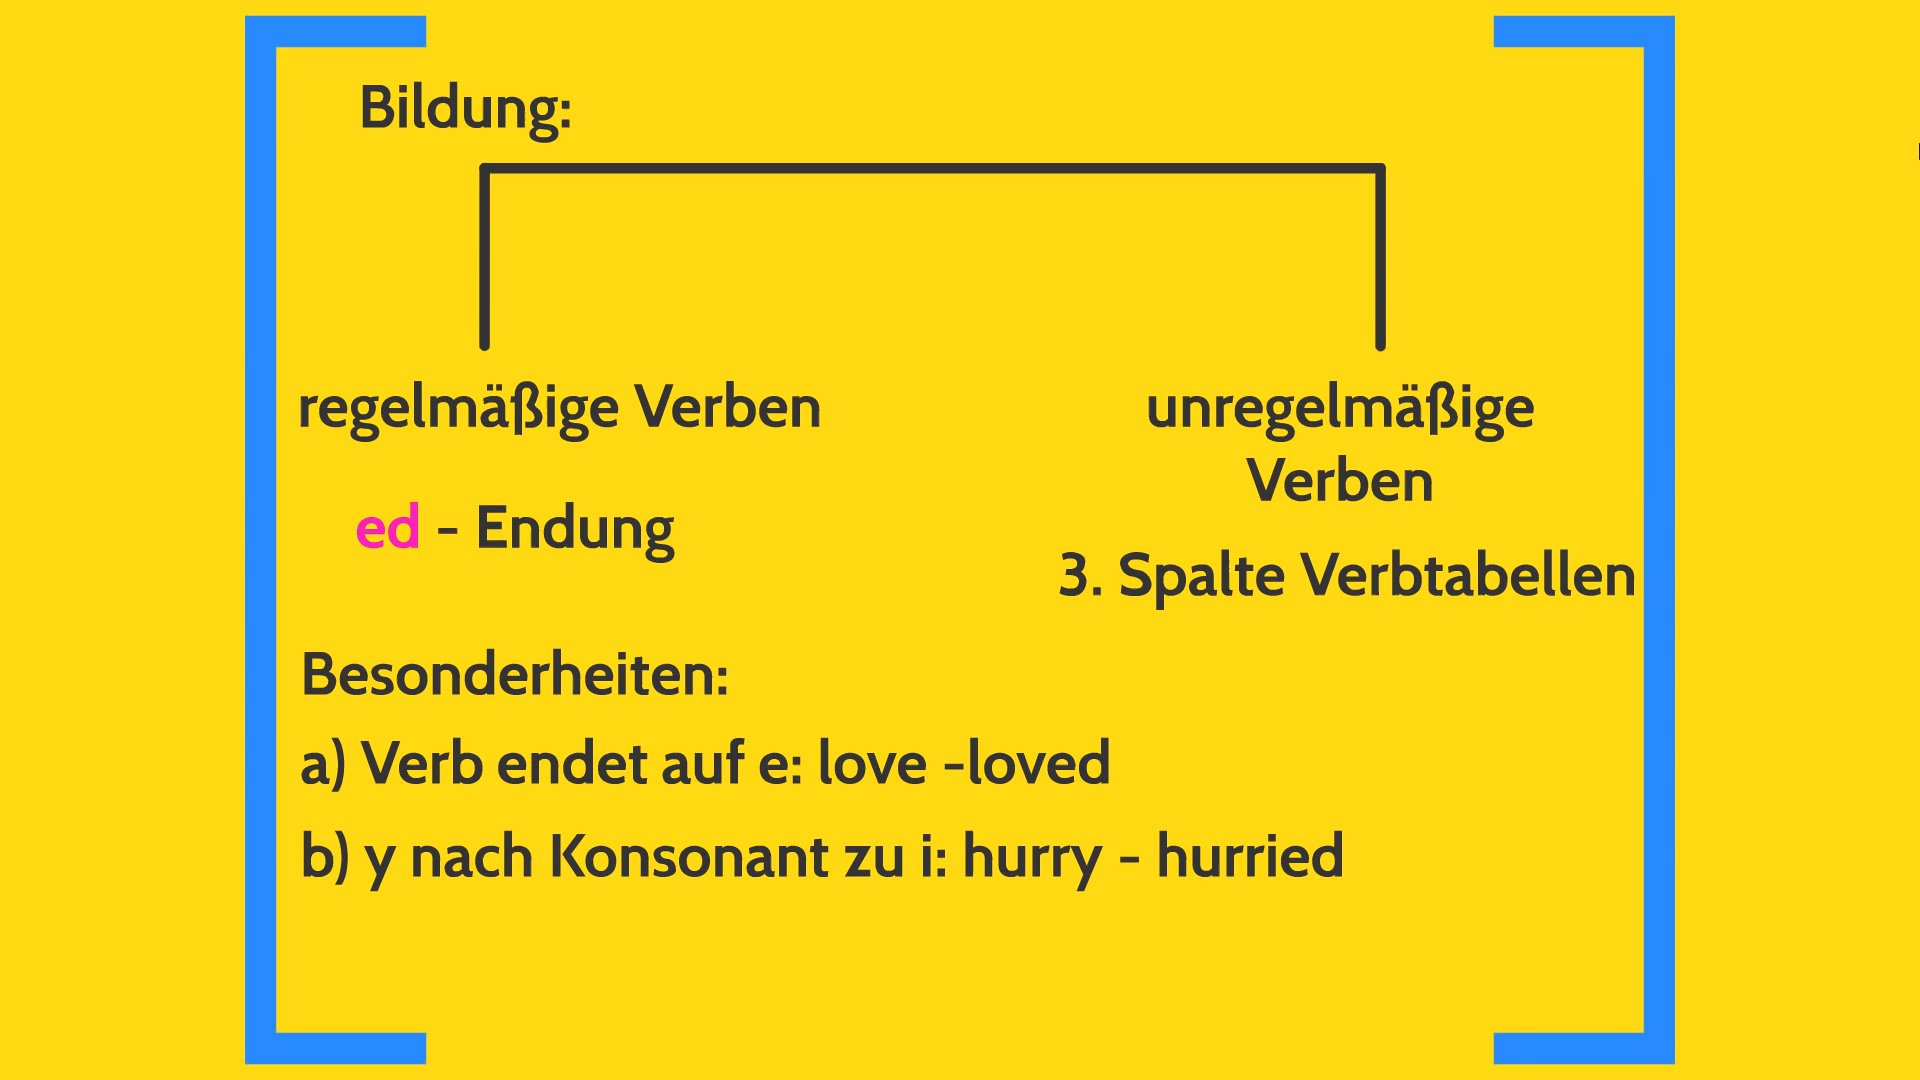 Bildung:
regelmäßige Verben
ed - Endung
unregelmäßige
Verben
3. Spalte Verbtabellen
Besonderheiten:
a) Verb endet auf e: love -loved
b) y nach Konsonant zu i: hurry - hurried